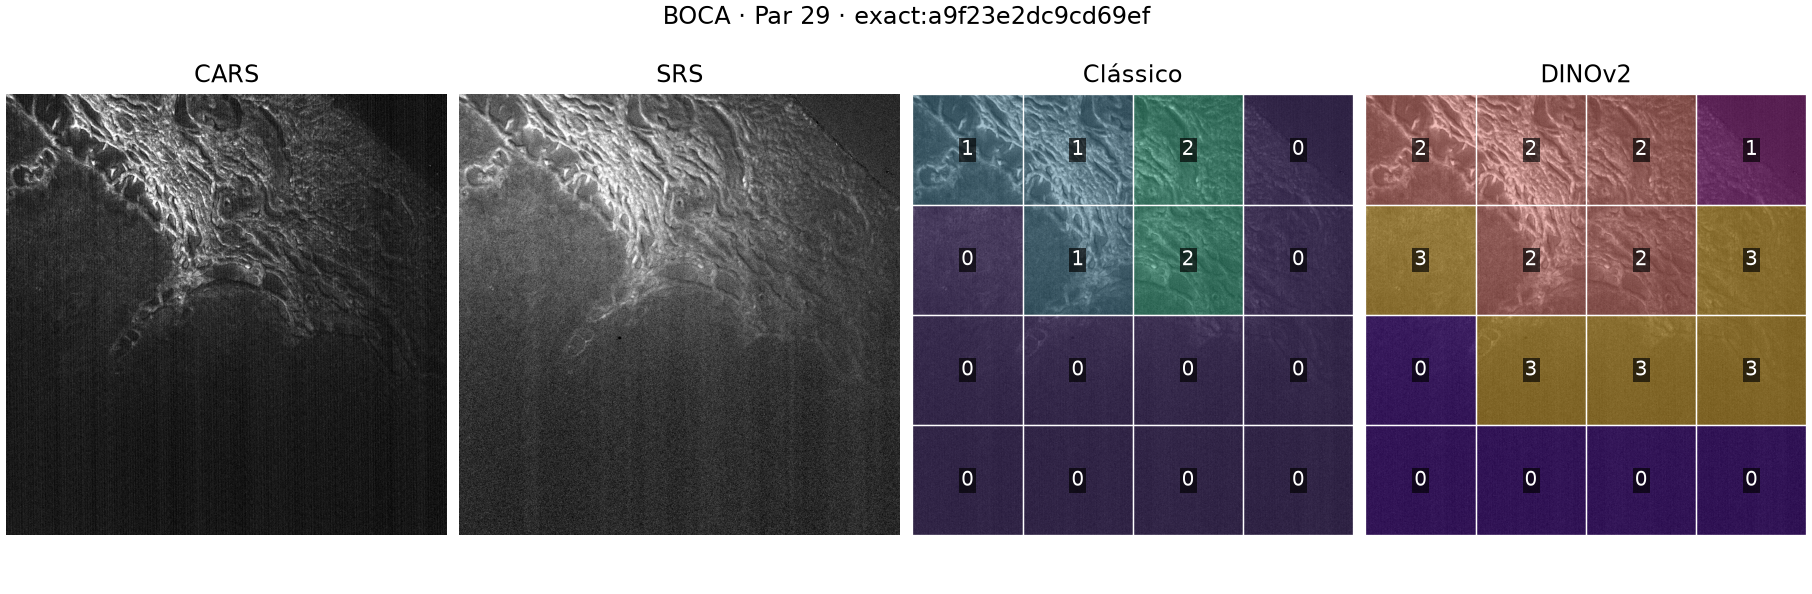 BOCA · Par 29 · exact:a9f23e2dc9cd69ef
CARS SRS Clássico DINOv2
1 1 2 0 2 2 2 1
0 1 2 0 3 2 2 3
0 0 0 0 0 3 3 3
0 0 0 0 0 0 0 0